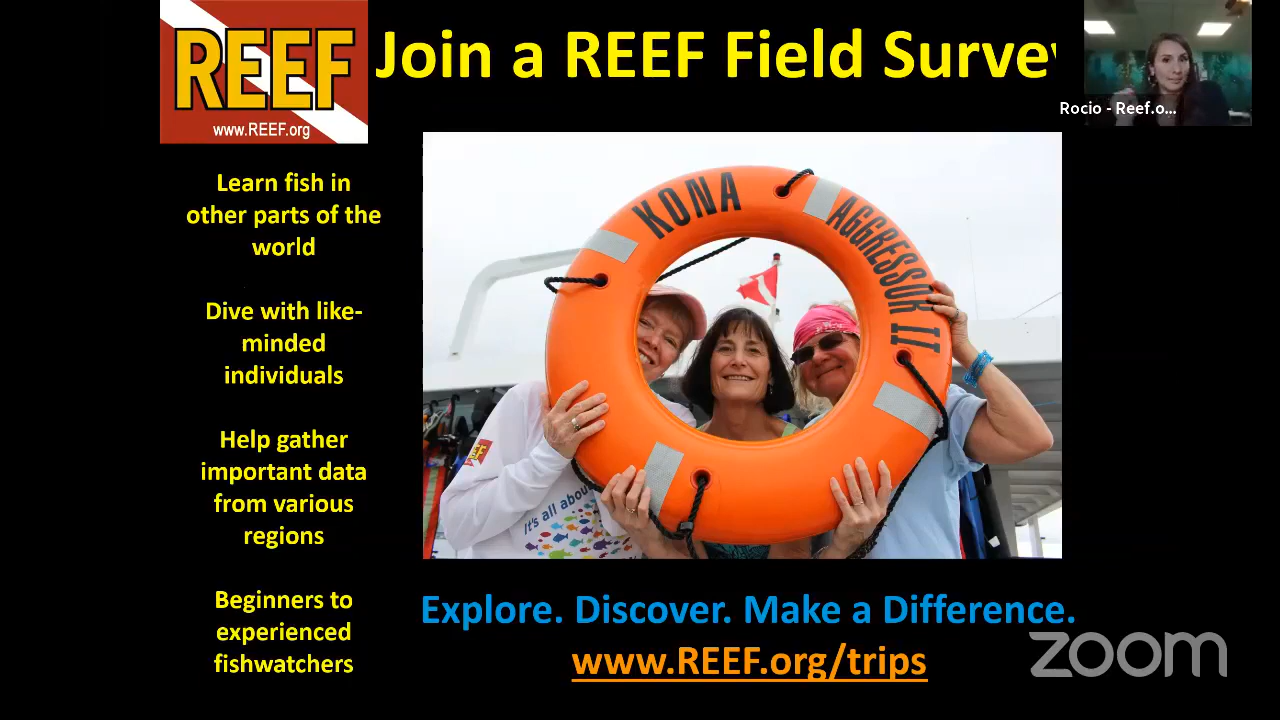 REEF
www.REEF.org
Join a REEF Field Survey
Rocio - Reef.o...
Learn fish in
other parts of the
world
Dive with like-
minded
individuals
Help gather
important data
from various
regions
Beginners to
experienced
fishwatchers
KONA
AGGRESSOR II
It's all about
Explore. Discover. Make a Difference.
www.REEF.org/trips
zoom